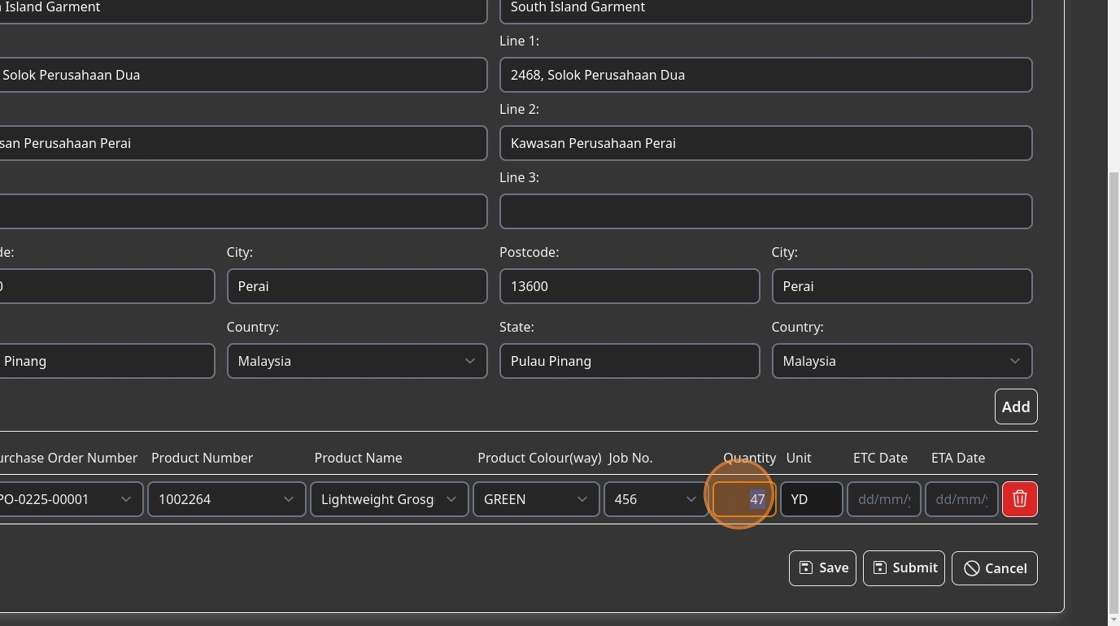 Island Garment
South Island Garment
Line 1:
Solok Perusahaan Dua
2468, Solok Perusahaan Dua
Line 2:
san Perusahaan Perai
Kawasan Perusahaan Perai
Line 3:
de:
City:
Postcode:
City:
0
Perai
13600
Perai
Country:
State:
Country:
Pinang
Malaysia
Pulau Pinang
Malaysia
Add
urchase Order Number
Product Number
Product Name
Product Colour(way)
Job No.
Quantity
Unit
ETC Date
ETA Date
PO-0225-00001
1002264
Lightweight Grosg
GREEN
456
47
YD
dd/mm/
dd/mm/
Save
Submit
Cancel